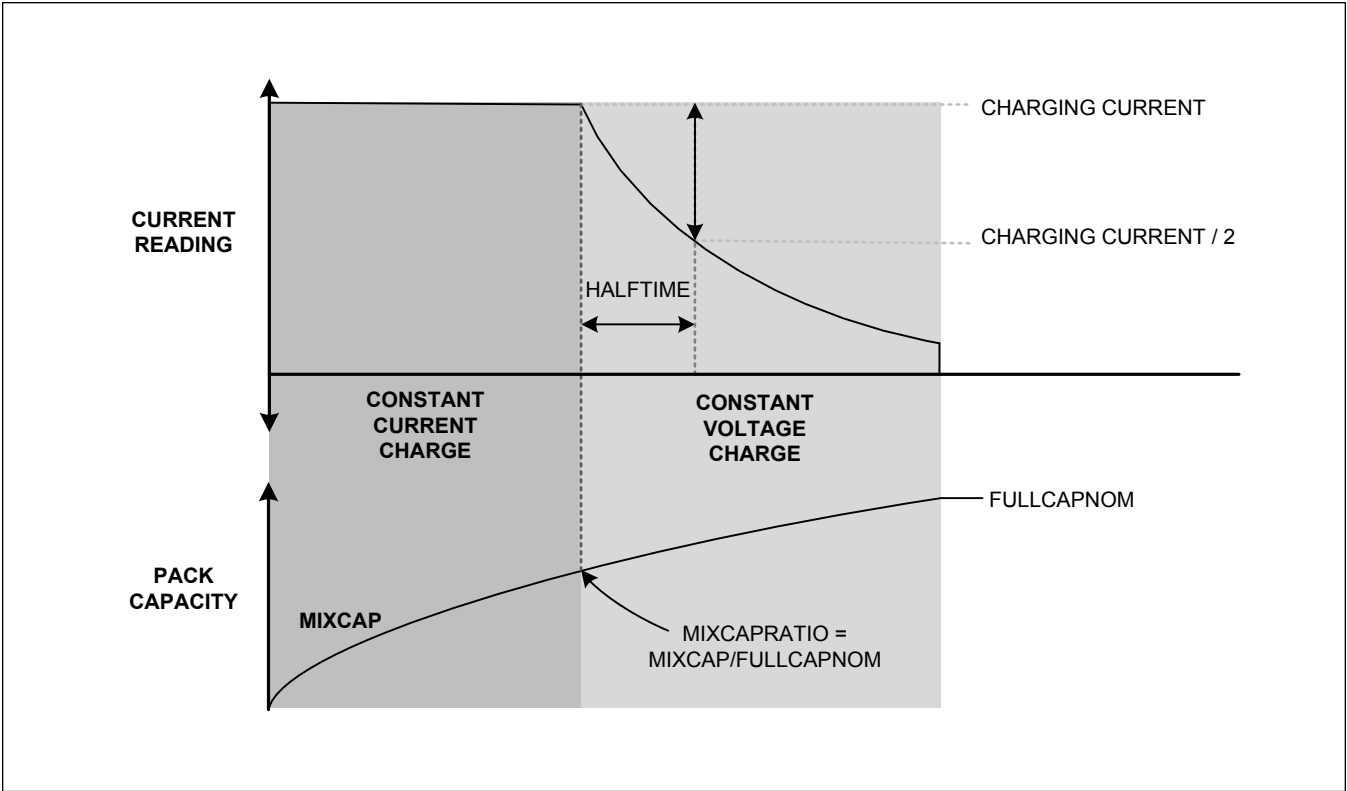 CHARGING CURRENT
CURRENT
READING
CHARGING CURRENT / 2
HALFTIME
CONSTANT
CURRENT
CHARGE
CONSTANT
VOLTAGE
CHARGE
FULLCAPNOM
PACK
CAPACITY
MIXCAP
MIXCAPRATIO =
MIXCAP/FULLCAPNOM